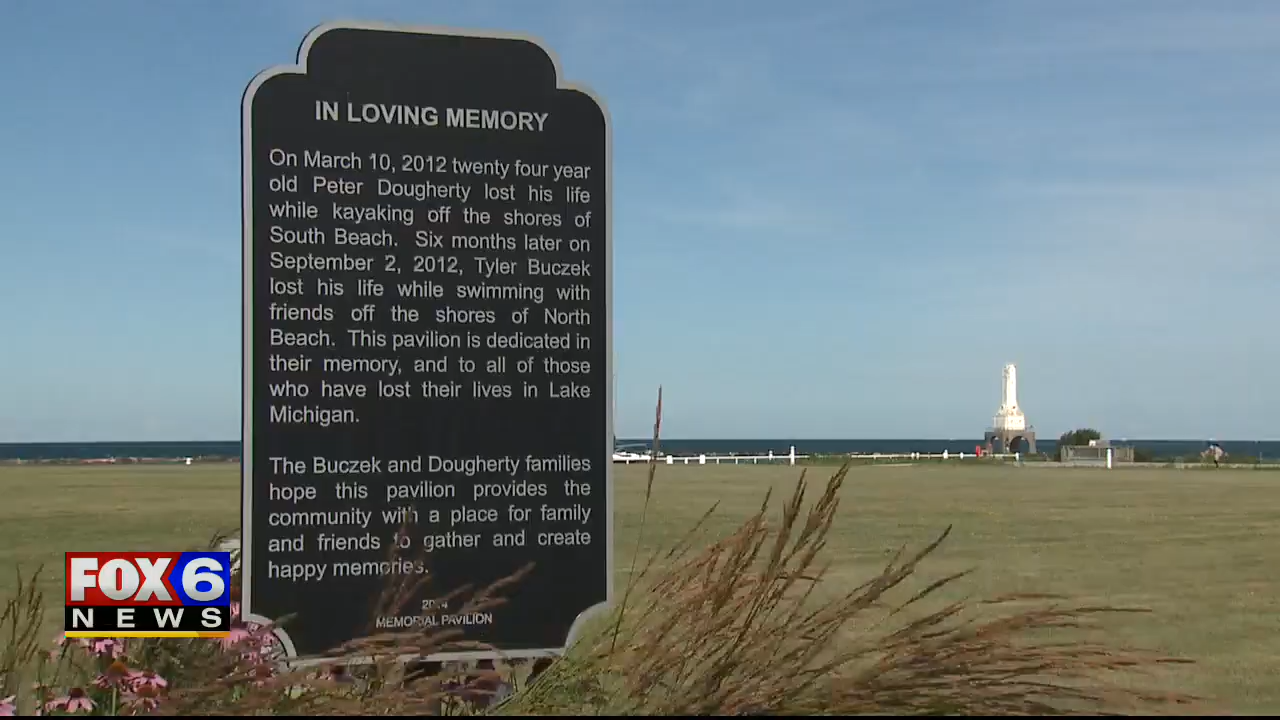 IN LOVING MEMORY
On March 10, 2012 twenty four year
old Peter Dougherty lost his life
while kayaking off the shores of
South Beach. Six months later on
September 2, 2012, Tyler Buczek
lost his life while swimming with
friends off the shores of North
Beach. This pavilion is dedicated in
their memory, and to all of those
who have lost their lives in Lake
Michigan.
The Buczek and Dougherty families
hope this pavilion provides the
community with a place for family
and friends to gather and create
happy memories.
MEMORIAL PAVILION
FOX 6
NEWS